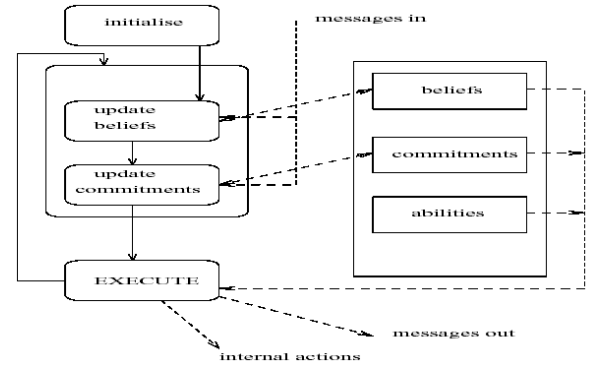 initialise
messages in
update
beliefs
beliefs
update
commitments
commitments
abilities
EXECUTE
messages out
internal actions